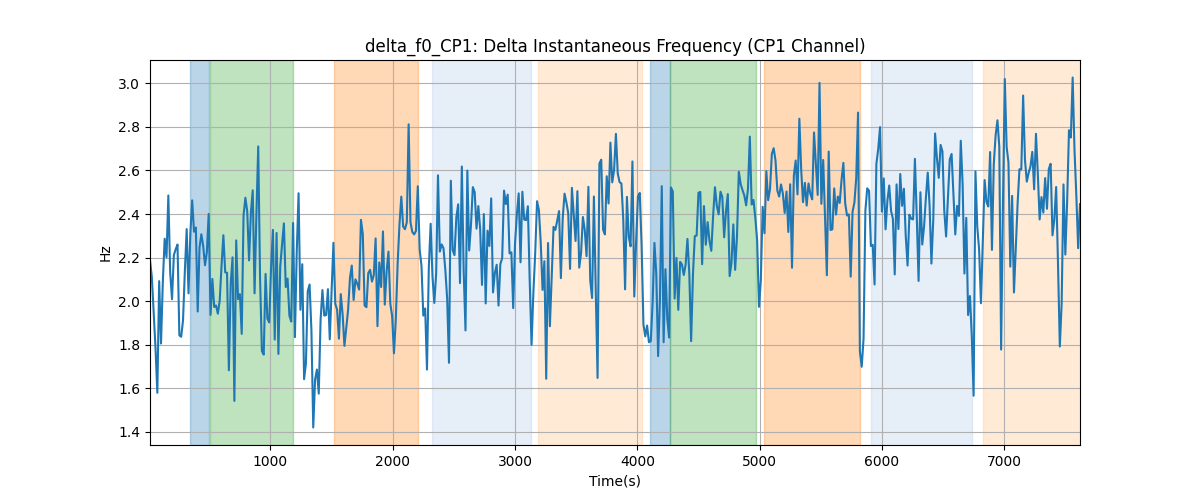 delta_f0_CP1: Delta Instantaneous Frequency (CP1 Channel)
3.0
2.8
2.6
2.4
2.2
2.0
1.8
1.6
1.4
Hz
1000 2000 3000 4000 5000 6000 7000
Time(s)